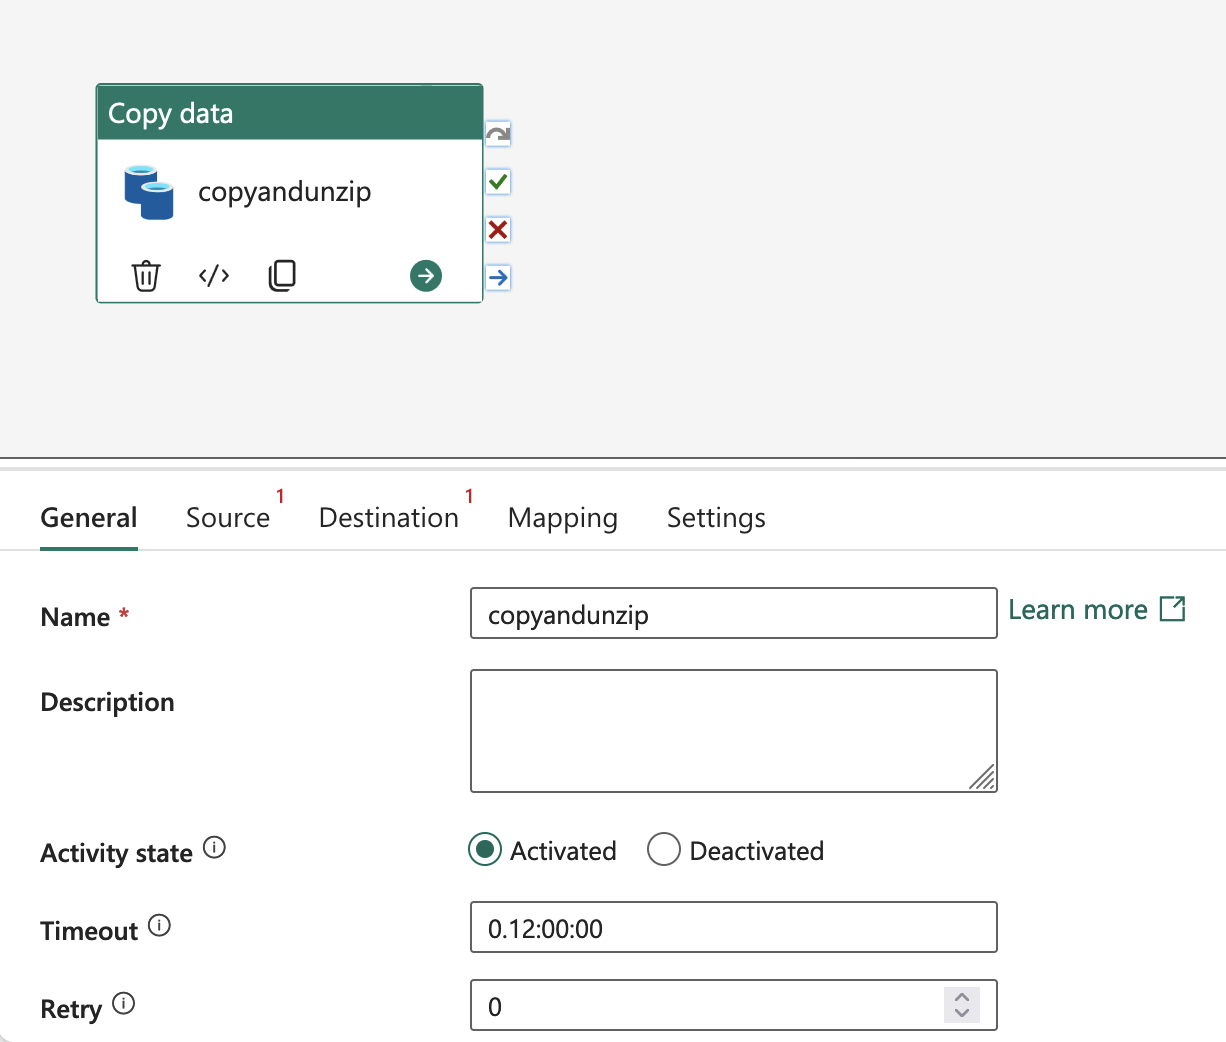 Copy data
copyandunzip
General Source 1 Destination 1 Mapping Settings
Name * copyandunzip Learn more
Description
Activity state Activated Deactivated
Timeout 0.12:00:00
Retry 0